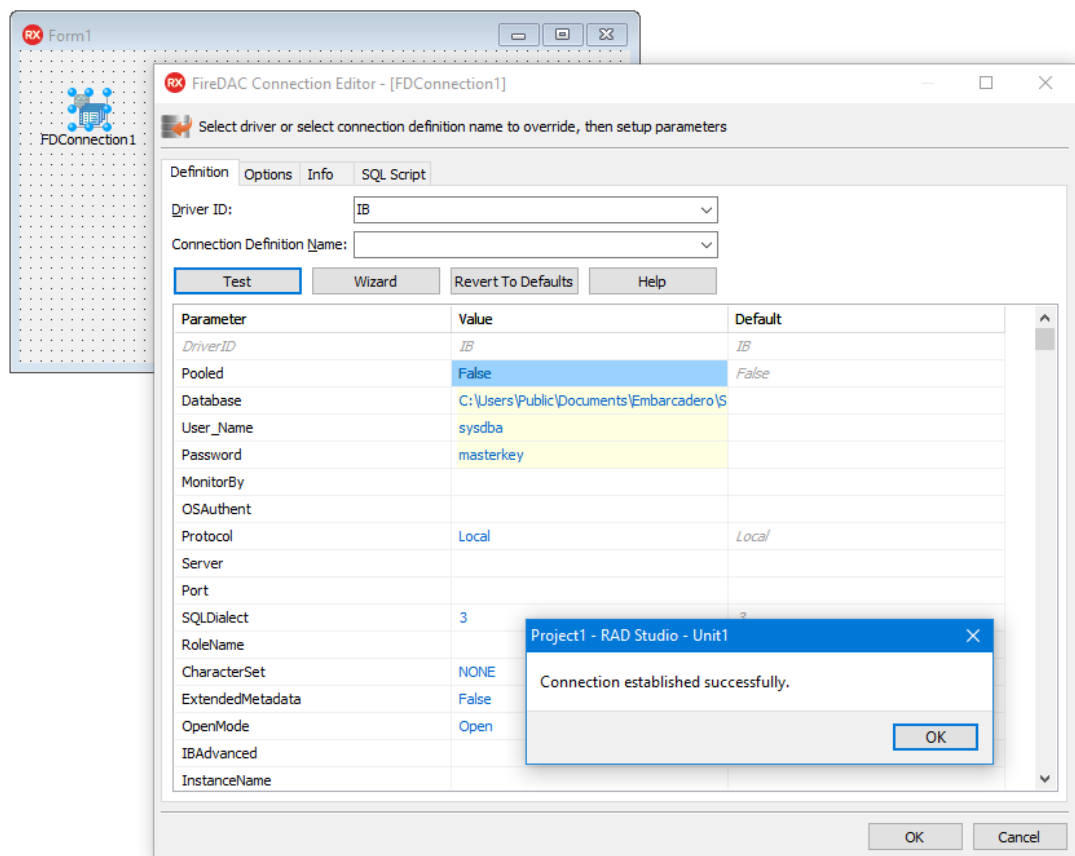 RX Form1
FDConnection1
RX FireDAC Connection Editor - [FDConnection1]
Select driver or select connection definition name to override, then setup parameters
Definition Options Info SQL Script
Driver ID: IB
Connection Definition Name:
Test Wizard Revert To Defaults Help
Parameter Value Default
DriverID IB IB
Pooled False False
Database C:\Users\Public\Documents\Embarcadero\S
User_Name sysdba
Password masterkey
MonitorBy
OSAuthent
Protocol Local Local
Server
Port
SQLDialect 3 3
RoleName
CharacterSet NONE
ExtendedMetadata False
OpenMode Open
IBAdvanced
InstanceName
Project1 - RAD Studio - Unit1
Connection established successfully.
OK
OK Cancel